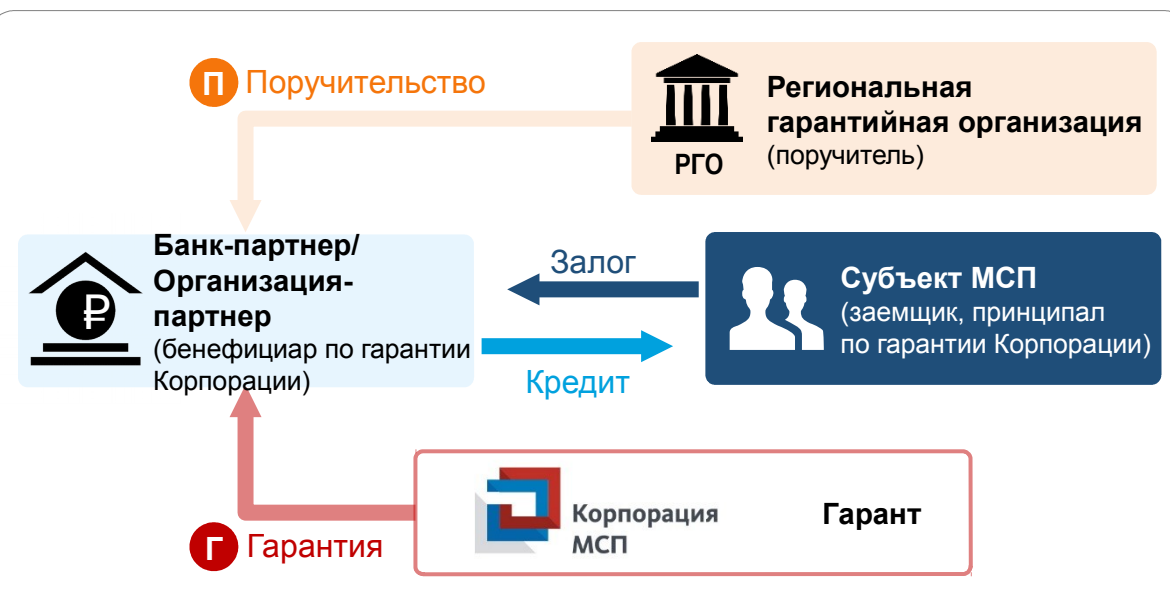 П Поручительство
Региональная
гарантийная организация
(поручитель)
РГО
Банк-партнер/
Организация-
партнер
(бенефициар по гарантии
Корпорации)
₽
Залог
Кредит
Субъект МСП
(заемщик, принципал
по гарантии Корпорации)
Корпорация
МСП
Гарант
Г Гарантия